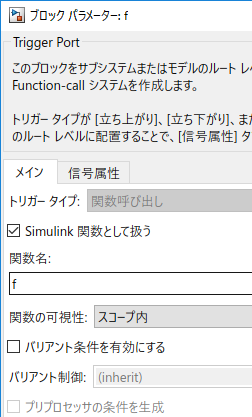 ブロック パラメーター: f
Trigger Port
このブロックをサブシステムまたはモデルのルート レベ
Function-call システムを作成します。
トリガー タイプが [立ち上がり]、[立ち下がり]、また
のルート レベルに配置することで、[信号属性] タ
メイン 信号属性
トリガー タイプ: 関数呼び出し
Simulink 関数として扱う
関数名:
f
関数の可視性: スコープ内
バリアント条件を有効にする
バリアント制御: (inherit)
プリプロセッサの条件を生成